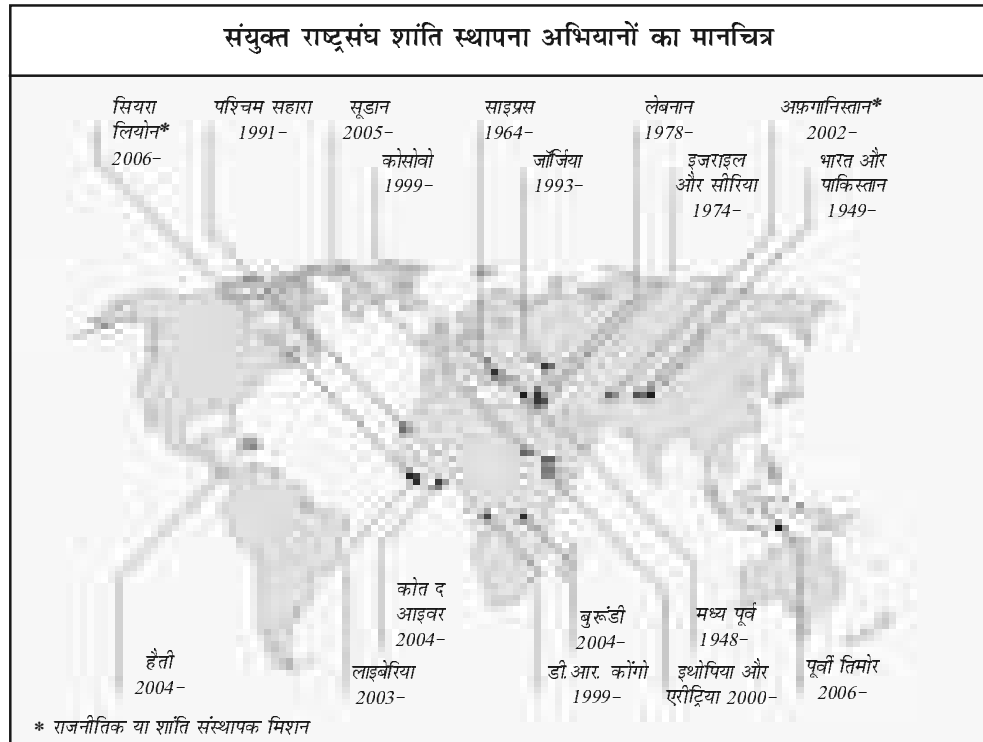 संयुक्त राष्ट्रसंघ शांति स्थापना अभियानों का मानचित्र
सियरा
लियोन*
2006-
पश्चिम सहारा
1991-
सूडान
2005-
कोसोवो
1999-
साइप्रस
1964-
जॉर्जिया
1993-
लेबनान
1978-
इजराइल
और सीरिया
1974-
अफ़गानिस्तान*
2002-
भारत और
पाकिस्तान
1949-
हैती
2004-
कोत द
आइवर
2004-
लाइबेरिया
2003-
बुरूंडी
2004-
डी.आर. कोंगो
1999-
मध्य पूर्व
1948-
इथोपिया और
एरीट्रिया 2000-
पूर्वी तिमोर
2006-
* राजनीतिक या शांति संस्थापक मिशन